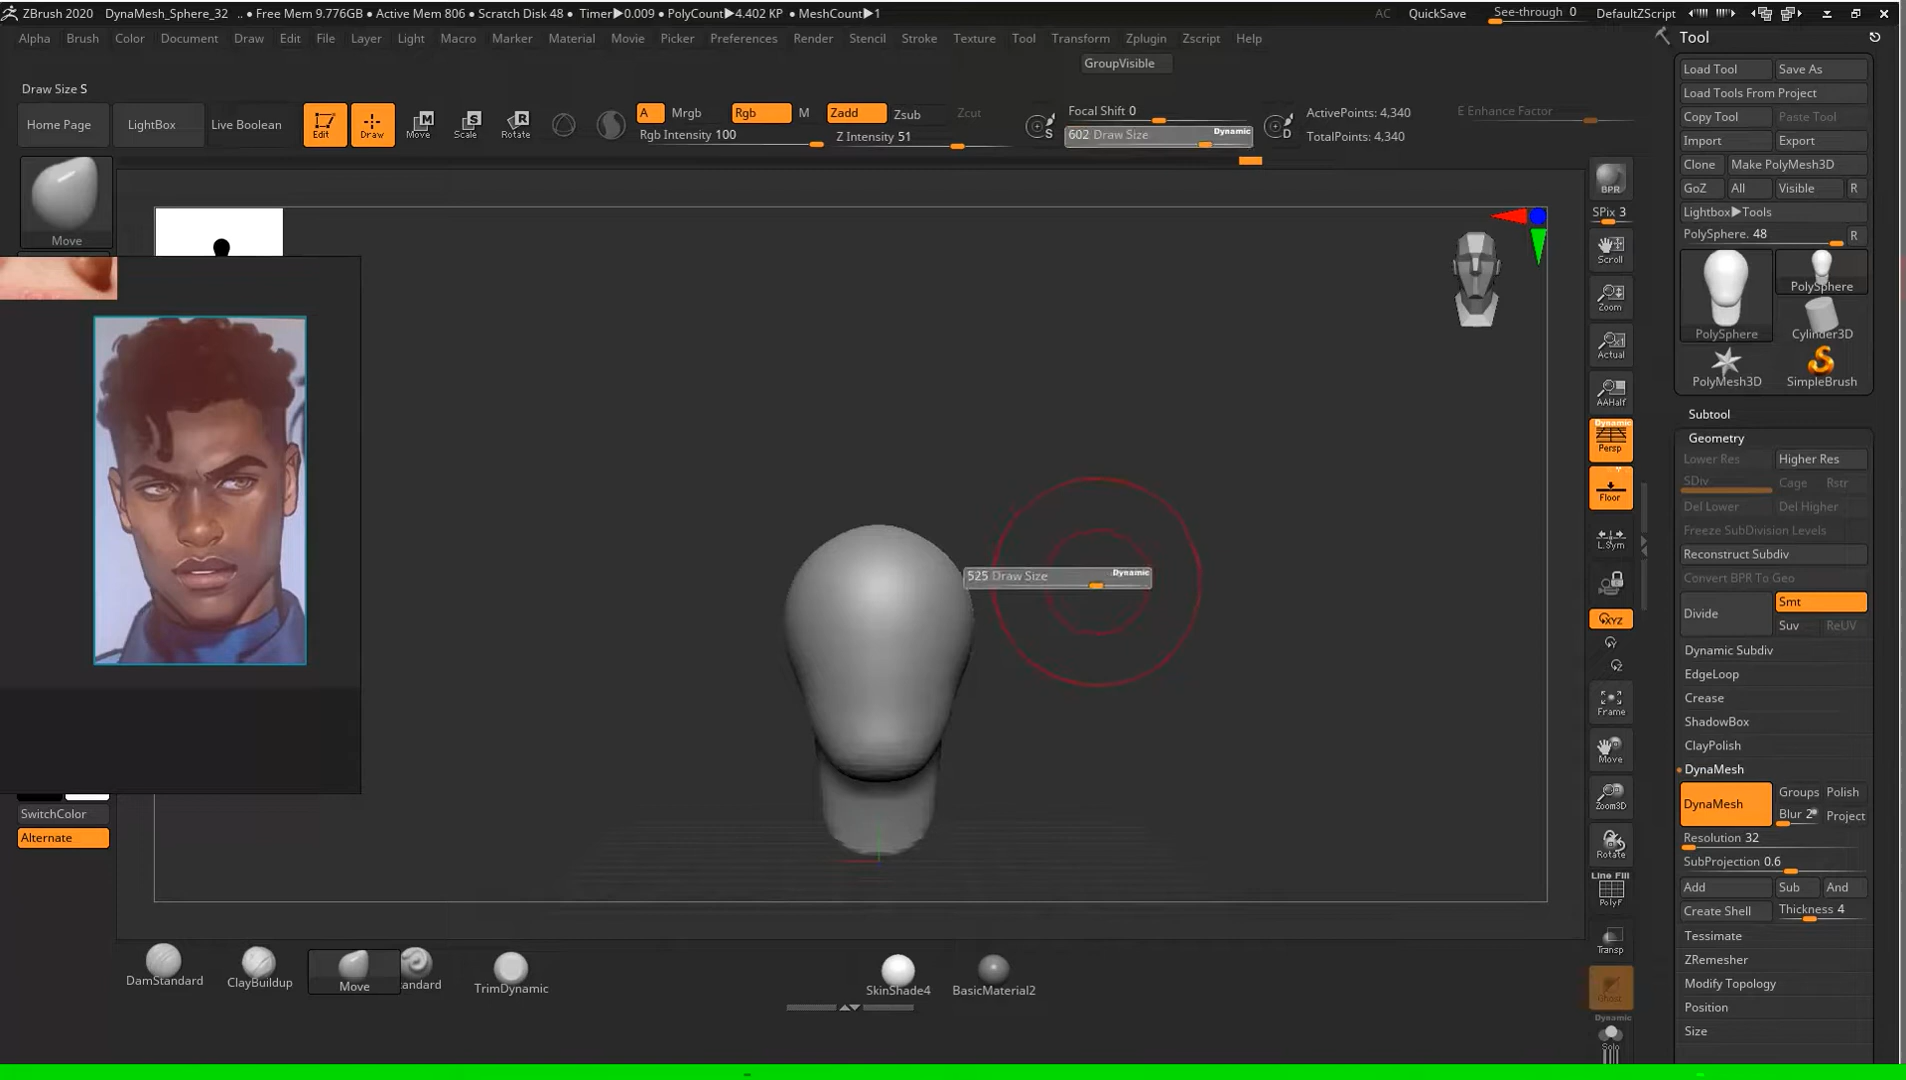 ZBrush 2020 DynaMesh_Sphere_32 .. • Free Mem 9.776GB • Active Mem 806 • Scratch Disk 48 • Timer▶0.009 • PolyCount▶4.402 KP • MeshCount▶1
AC QuickSave See-through 0 DefaultZScript
Alpha Brush Color Document Draw Edit File Layer Light Macro Marker Material Movie Picker Preferences Render Stencil Stroke Texture Tool Transform Zplugin Zscript Help
GroupVisible
Draw Size S
Home Page LightBox Live Boolean Edit Draw Move Scale Rotate
A Mrgb Rgb M Zadd Zsub Zcut
Rgb Intensity 100 Z Intensity 51
M S R
S Focal Shift 0 D
602 Draw Size Dynamic
ActivePoints: 4,340
TotalPoints: 4,340
E Enhance Factor
Move
525 Draw Size Dynamic
SwitchColor
Alternate
DamStandard ClayBuildup Move tandard TrimDynamic SkinShade4 BasicMaterial2
BPR
SPix 3
Scroll
Zoom
Actual
AAHalf
Dynamic
Persp
Floor
L.Sym
XYZ
Frame
Move
Zoom3D
Rotate
Line Fill
PolyF
Transp
Ghost
Dynamic
Solo
Tool
Load Tool Save As
Load Tools From Project
Copy Tool Paste Tool
Import Export
Clone Make PolyMesh3D
GoZ All Visible R
Lightbox▶Tools
PolySphere. 48 R
PolySphere PolySphere
Cylinder3D
PolyMesh3D SimpleBrush
Subtool
Geometry
Lower Res Higher Res
SDiv Cage Rstr
Del Lower Del Higher
Freeze SubDivision Levels
Reconstruct Subdiv
Convert BPR To Geo
Divide Smt
Suv ReUV
Dynamic Subdiv
EdgeLoop
Crease
ShadowBox
ClayPolish
DynaMesh
DynaMesh Groups Polish
Blur 2 Project
Resolution 32
SubProjection 0.6
Add Sub And
Create Shell Thickness 4
Tessimate
ZRemesher
Modify Topology
Position
Size